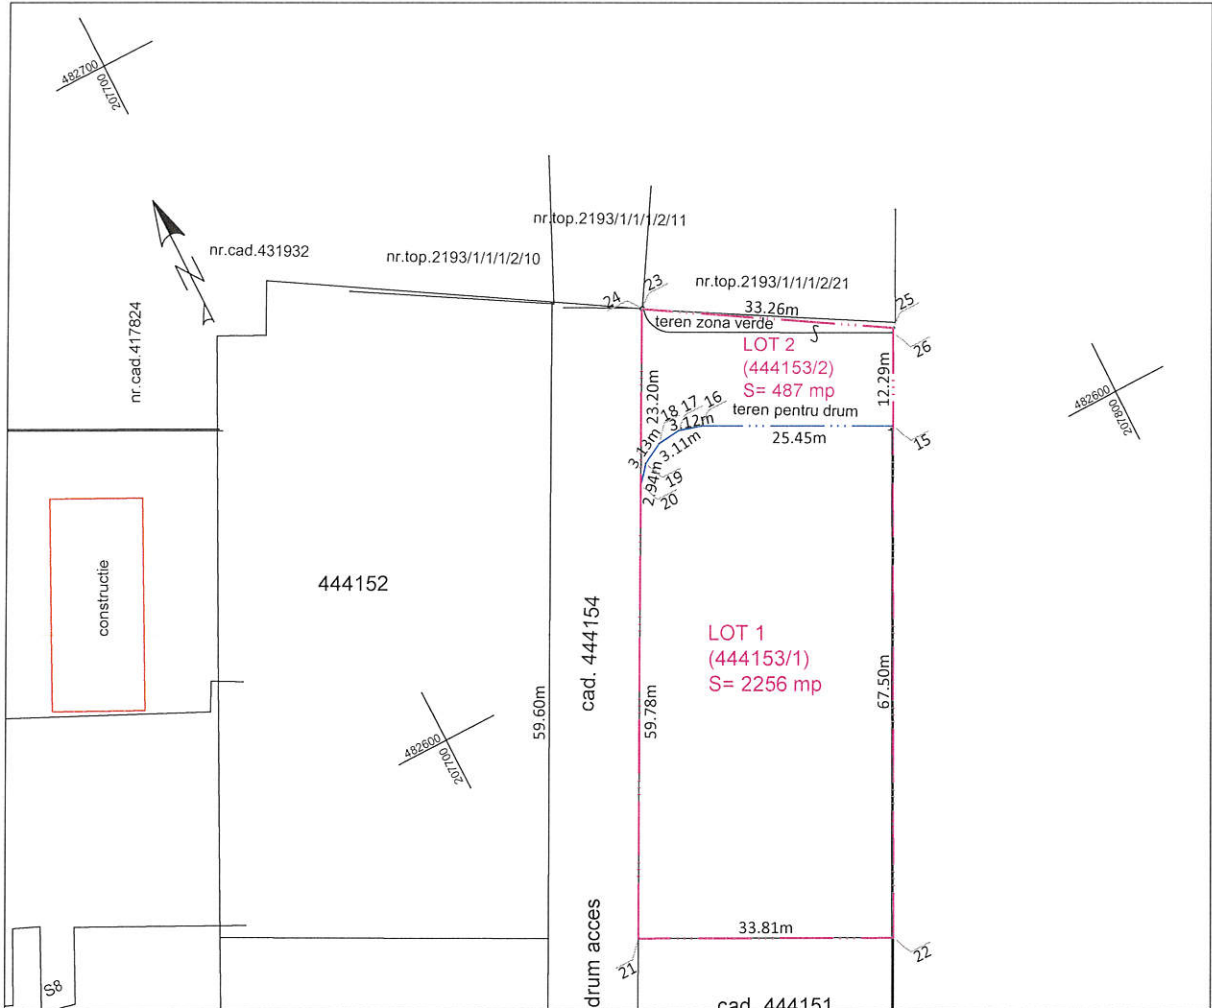 482700
207700
nr.top.2193/1/1/1/2/11
nr.cad.431932
nr.top.2193/1/1/1/2/10
nr.top.2193/1/1/1/2/21
24
23
33.26m
25
teren zona verde
26
nr.cad.417824
LOT 2
(444153/2)
S= 487 mp
12.29m
23.20m
482600
207800
teren pentru drum
18 17 16
3.12m
25.45m
15
3.13m
3.11m
2.94m
19
20
constructie
444152
cad. 444154
LOT 1
(444153/1)
S= 2256 mp
59.60m
59.78m
67.50m
482600
207700
33.81m
21
22
drum acces
S8
cad. 444151